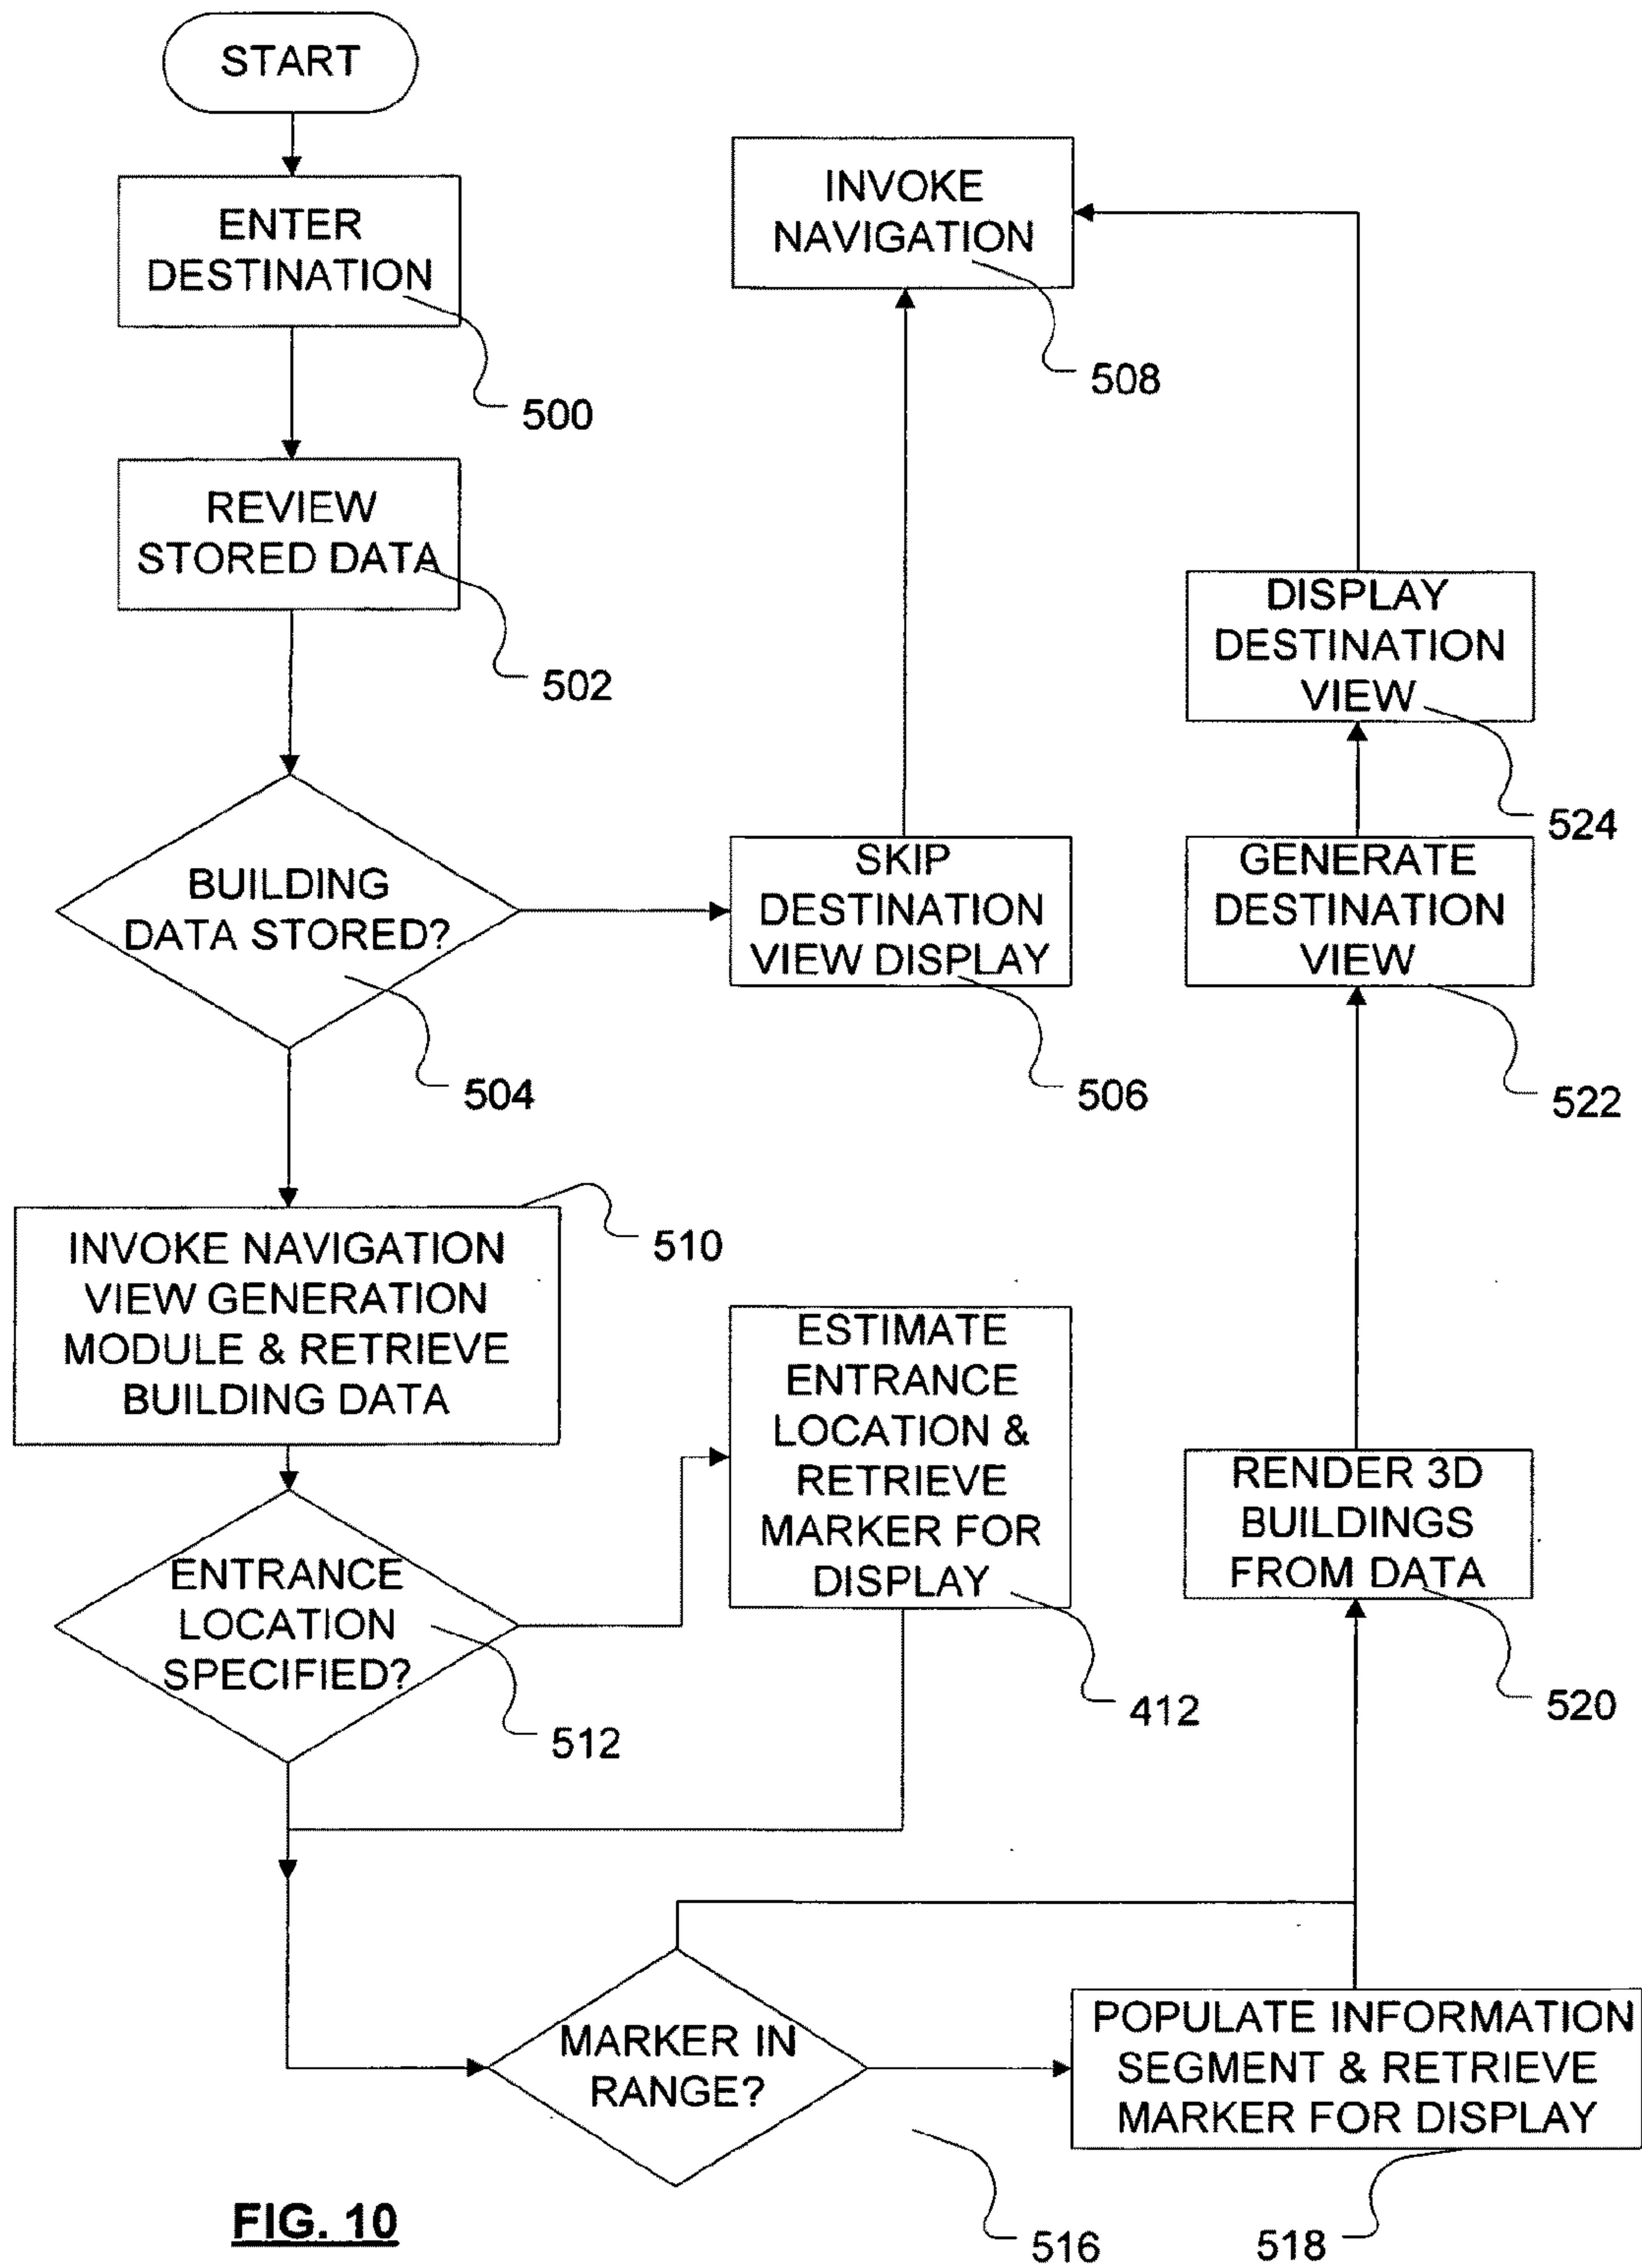 START
ENTER
DESTINATION
500
REVIEW
STORED DATA
502
BUILDING
DATA STORED?
504
SKIP
DESTINATION
VIEW DISPLAY
506
INVOKE
NAVIGATION
508
INVOKE NAVIGATION
VIEW GENERATION
MODULE & RETRIEVE
BUILDING DATA
510
ENTRANCE
LOCATION
SPECIFIED?
512
ESTIMATE
ENTRANCE
LOCATION &
RETRIEVE
MARKER FOR
DISPLAY
412
MARKER IN
RANGE?
516
POPULATE INFORMATION
SEGMENT & RETRIEVE
MARKER FOR DISPLAY
518
RENDER 3D
BUILDINGS
FROM DATA
520
GENERATE
DESTINATION
VIEW
522
DISPLAY
DESTINATION
VIEW
524
FIG. 10